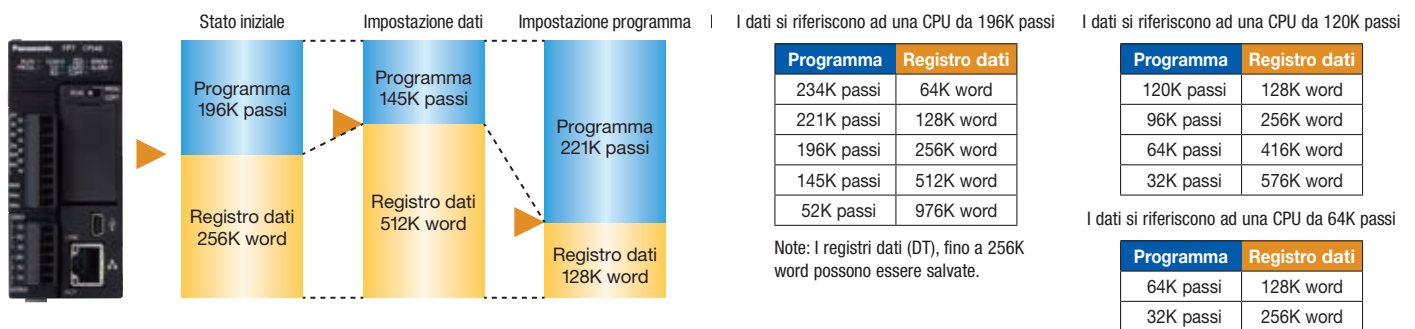 Stato iniziale
Impostazione dati
Impostazione programma
Panasonic FP7
Programma
196K passi
Registro dati
256K word
Programma
145K passi
Registro dati
512K word
Programma
221K passi
Registro dati
128K word
I dati si riferiscono ad una CPU da 196K passi
Programma Registro dati
234K passi 64K word
221K passi 128K word
196K passi 256K word
145K passi 512K word
52K passi 976K word
Note: I registri dati (DT), fino a 256K
word possono essere salvate.
I dati si riferiscono ad una CPU da 120K passi
Programma Registro dati
120K passi 128K word
96K passi 256K word
64K passi 416K word
32K passi 576K word
I dati si riferiscono ad una CPU da 64K passi
Programma Registro dati
64K passi 128K word
32K passi 256K word